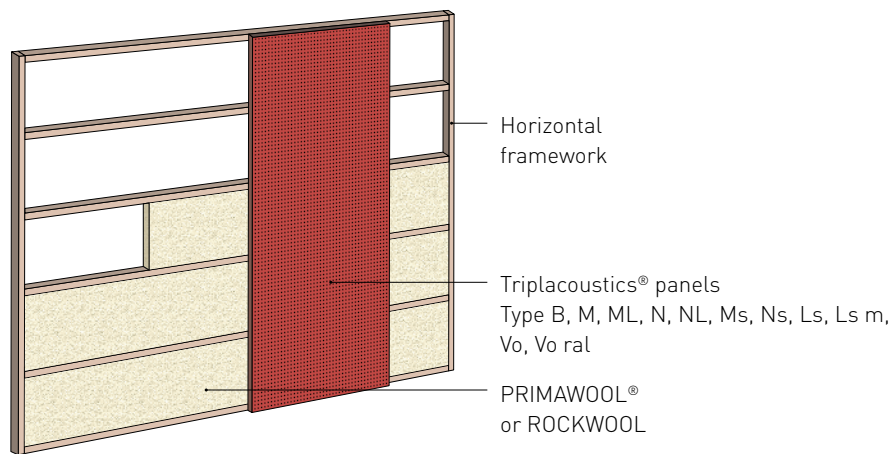 Horizontal
framework
Triplacoustics® panels
Type B, M, ML, N, NL, Ms, Ns, Ls, Ls m,
Vo, Vo ral
PRIMAWOOL®
or ROCKWOOL